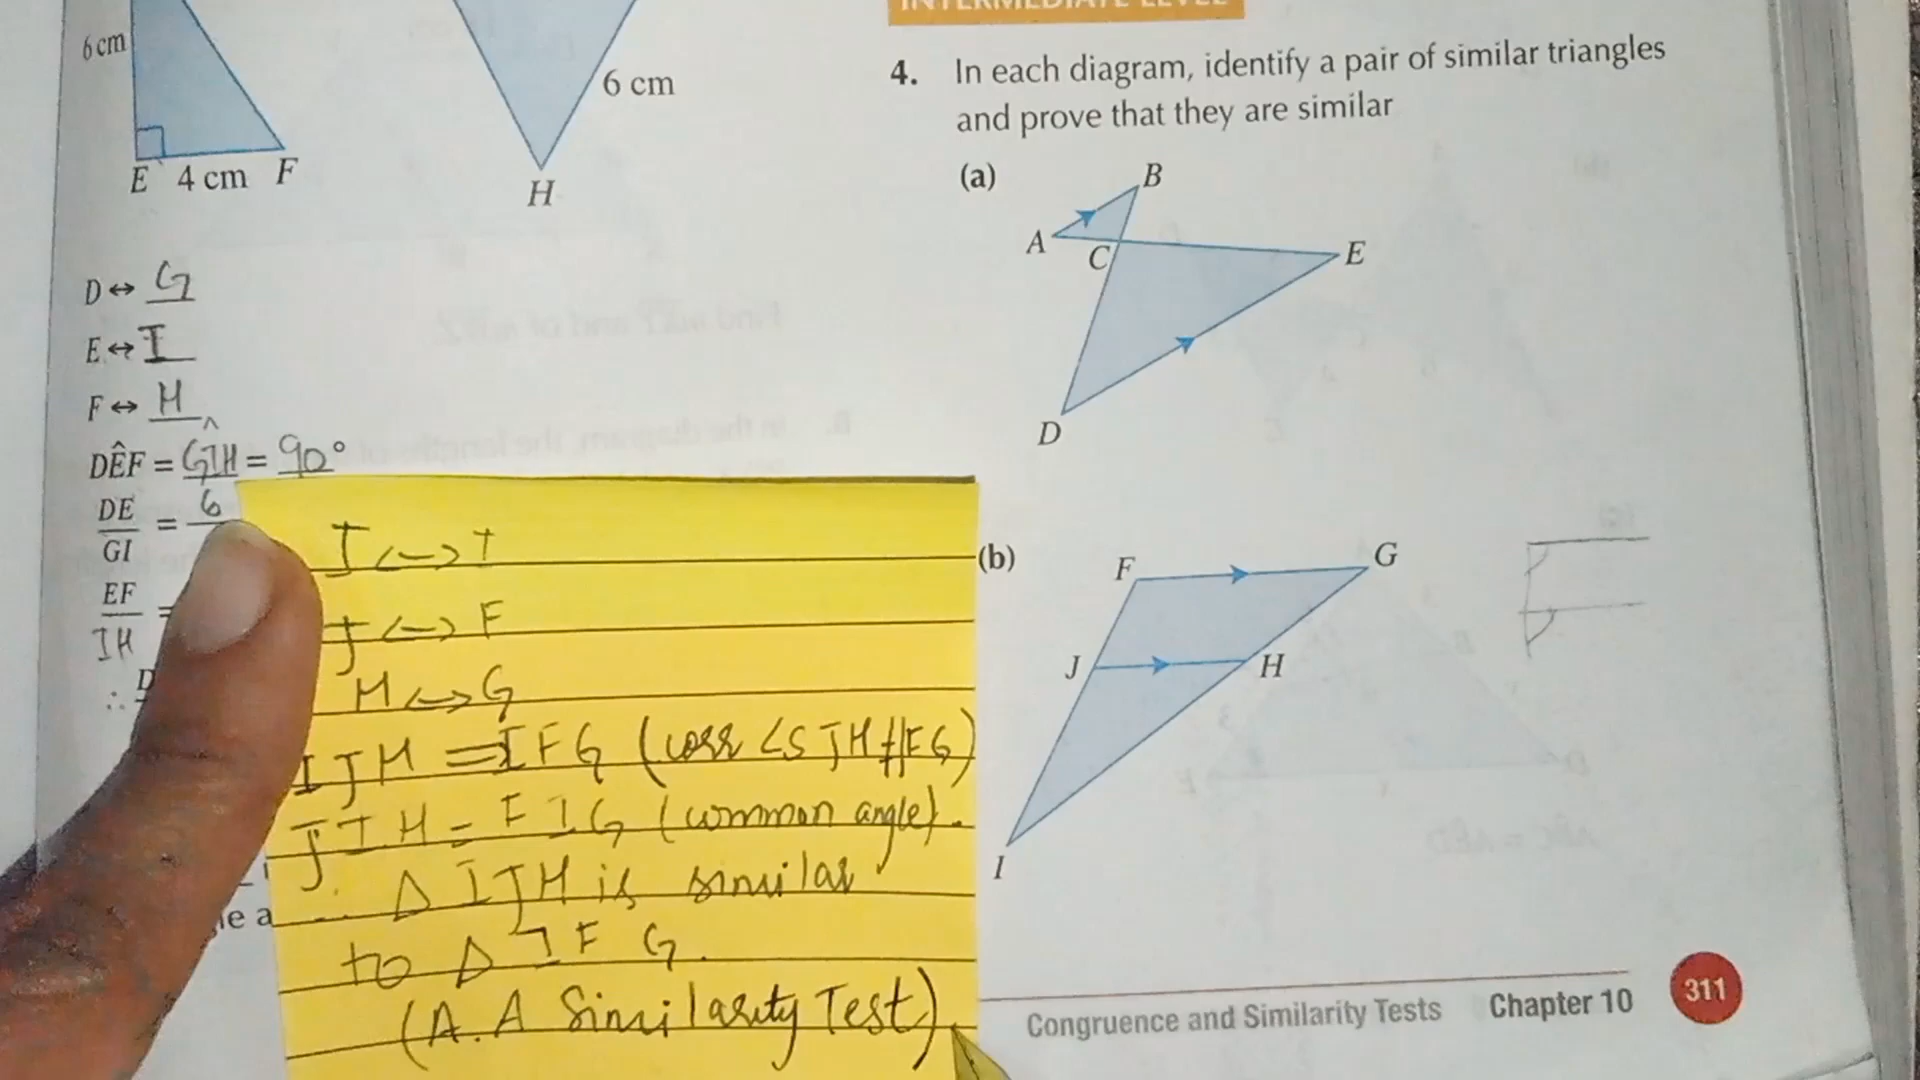 6 cm
E 4 cm F
6 cm
H
D ↔ G
E ↔ I
F ↔ H
DÊF = GÎH = 90°
DE
GI
= 6
EF
IH
=
∴ D
e a
INTERMEDIATE LEVEL
4. In each diagram, identify a pair of similar triangles
and prove that they are similar
(a)
B
A
C
E
D
(b)
F
G
J
H
I
I ↔ I
J ↔ F
H ↔ G
IJH = IFG (corr ∠s JH // FG)
JIH = FIG (common angle).
∴ Δ IJH is similar
to Δ IFG.
(A.A Similarity Test)
Congruence and Similarity Tests Chapter 10 311